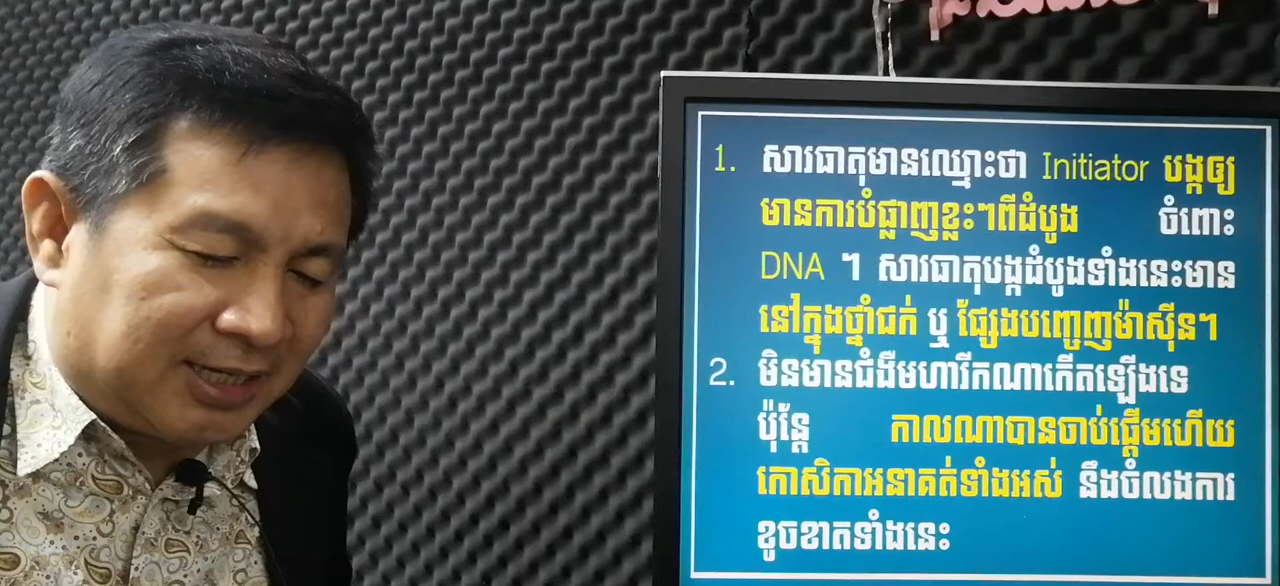 1. សារធាតុមានឈ្មោះថា Initiator បង្កឲ្យ
មានការបំផ្លាញខ្លះៗពីដំបូង ចំពោះ
DNA ។ សារធាតុបង្កដំបូងទាំងនេះមាន
នៅក្នុងថ្នាំជក់ ឬ ផ្សែងបញ្ចេញម៉ាស៊ីន។
2. មិនមានជំងឺមហារីកណាកើតឡើងទេ
ប៉ុន្តែ កាលណាបានចាប់ផ្តើមហើយ
កោសិកាអនាគត់ទាំងអស់ នឹងចំលងការ
ខូចខាតទាំងនេះ